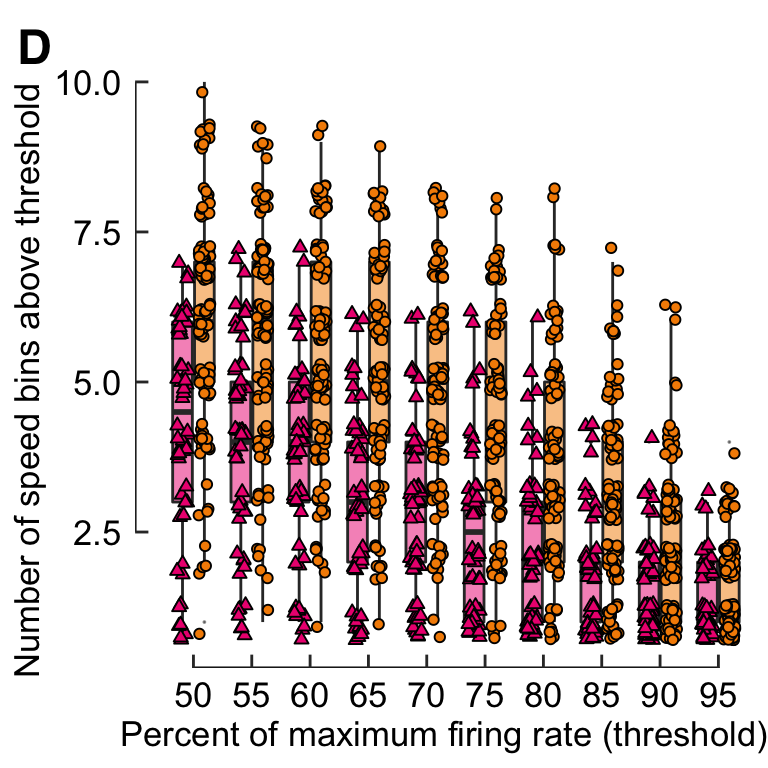 D
Number of speed bins above threshold
10.0
7.5
5.0
2.5
50 55 60 65 70 75 80 85 90 95
Percent of maximum firing rate (threshold)